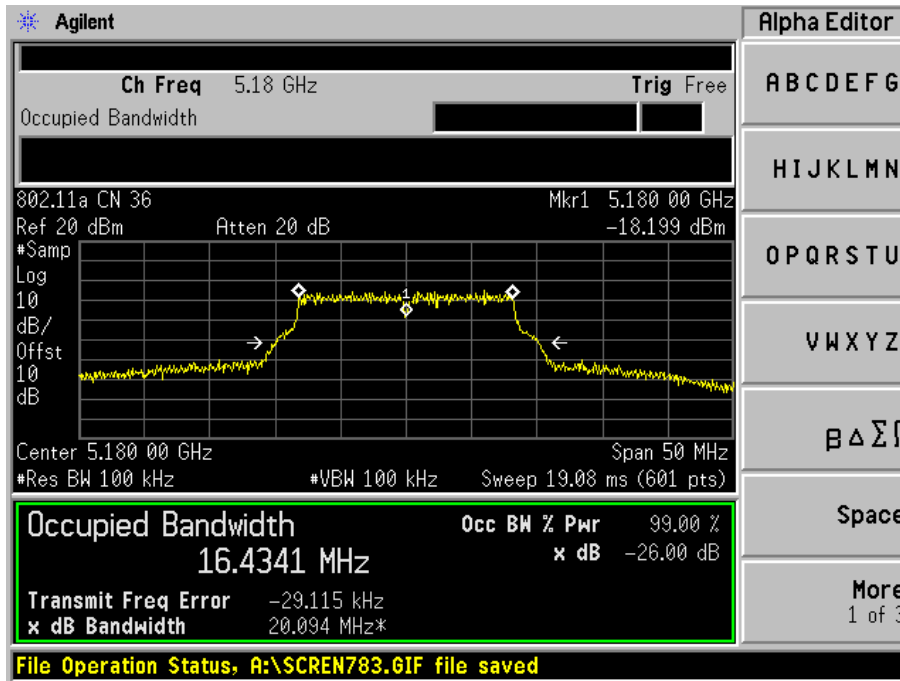 Agilent
Alpha Editor
Ch Freq 5.18 GHz Trig Free
Occupied Bandwidth
802.11a CN 36 Mkr1 5.180 00 GHz
Ref 20 dBm Atten 20 dB -18.199 dBm
#Samp
Log
10
dB/
Offst
10
dB
1
Center 5.180 00 GHz Span 50 MHz
#Res BW 100 kHz #VBW 100 kHz Sweep 19.08 ms (601 pts)
Occupied Bandwidth
16.4341 MHz
Occ BW % Pwr 99.00 %
x dB -26.00 dB
Transmit Freq Error -29.115 kHz
x dB Bandwidth 20.094 MHz*
File Operation Status, A:\SCREN783.GIF file saved
A B C D E F G
H I J K L M N
O P Q R S T U
V W X Y Z
β Δ Σ
Space
More
1 of 3